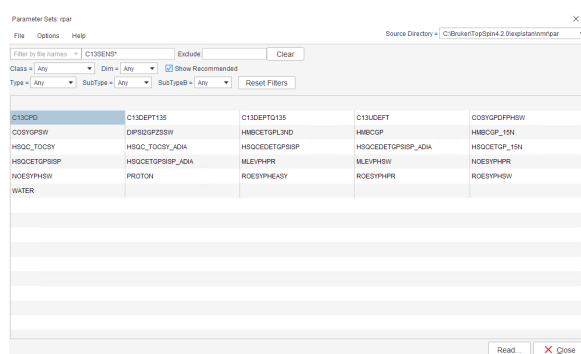 Parameter Sets: rpar
File Options Help Source Directory = C:\Bruker\TopSpin4.2.0\exp\stan\nmr\par
Filter by file names C13SENS* Exclude: Clear
Class = Any Dim = Any Show Recommended
Type = Any SubType = Any SubTypeB = Any Reset Filters
C13CPD C13DEPT135 C13DEPTQ135 C13UDEFT COSYGPDFPHSW
COSYGPSW DIPSI2GPZSSW HMBCETGPL3ND HMBCGP HMBCGP_15N
HSQC_TOCSY HSQC_TOCSY_ADIA HSQCEDETGPSISP HSQCEDETGPSISP_ADIA HSQCETGP_15N
HSQCETGPSISP HSQCETGPSISP_ADIA MLEVPHPR MLEVPHSW NOESYPHPR
NOESYPHSW PROTON ROESYPHEASY ROESYPHPR ROESYPHSW
WATER
Read... Close